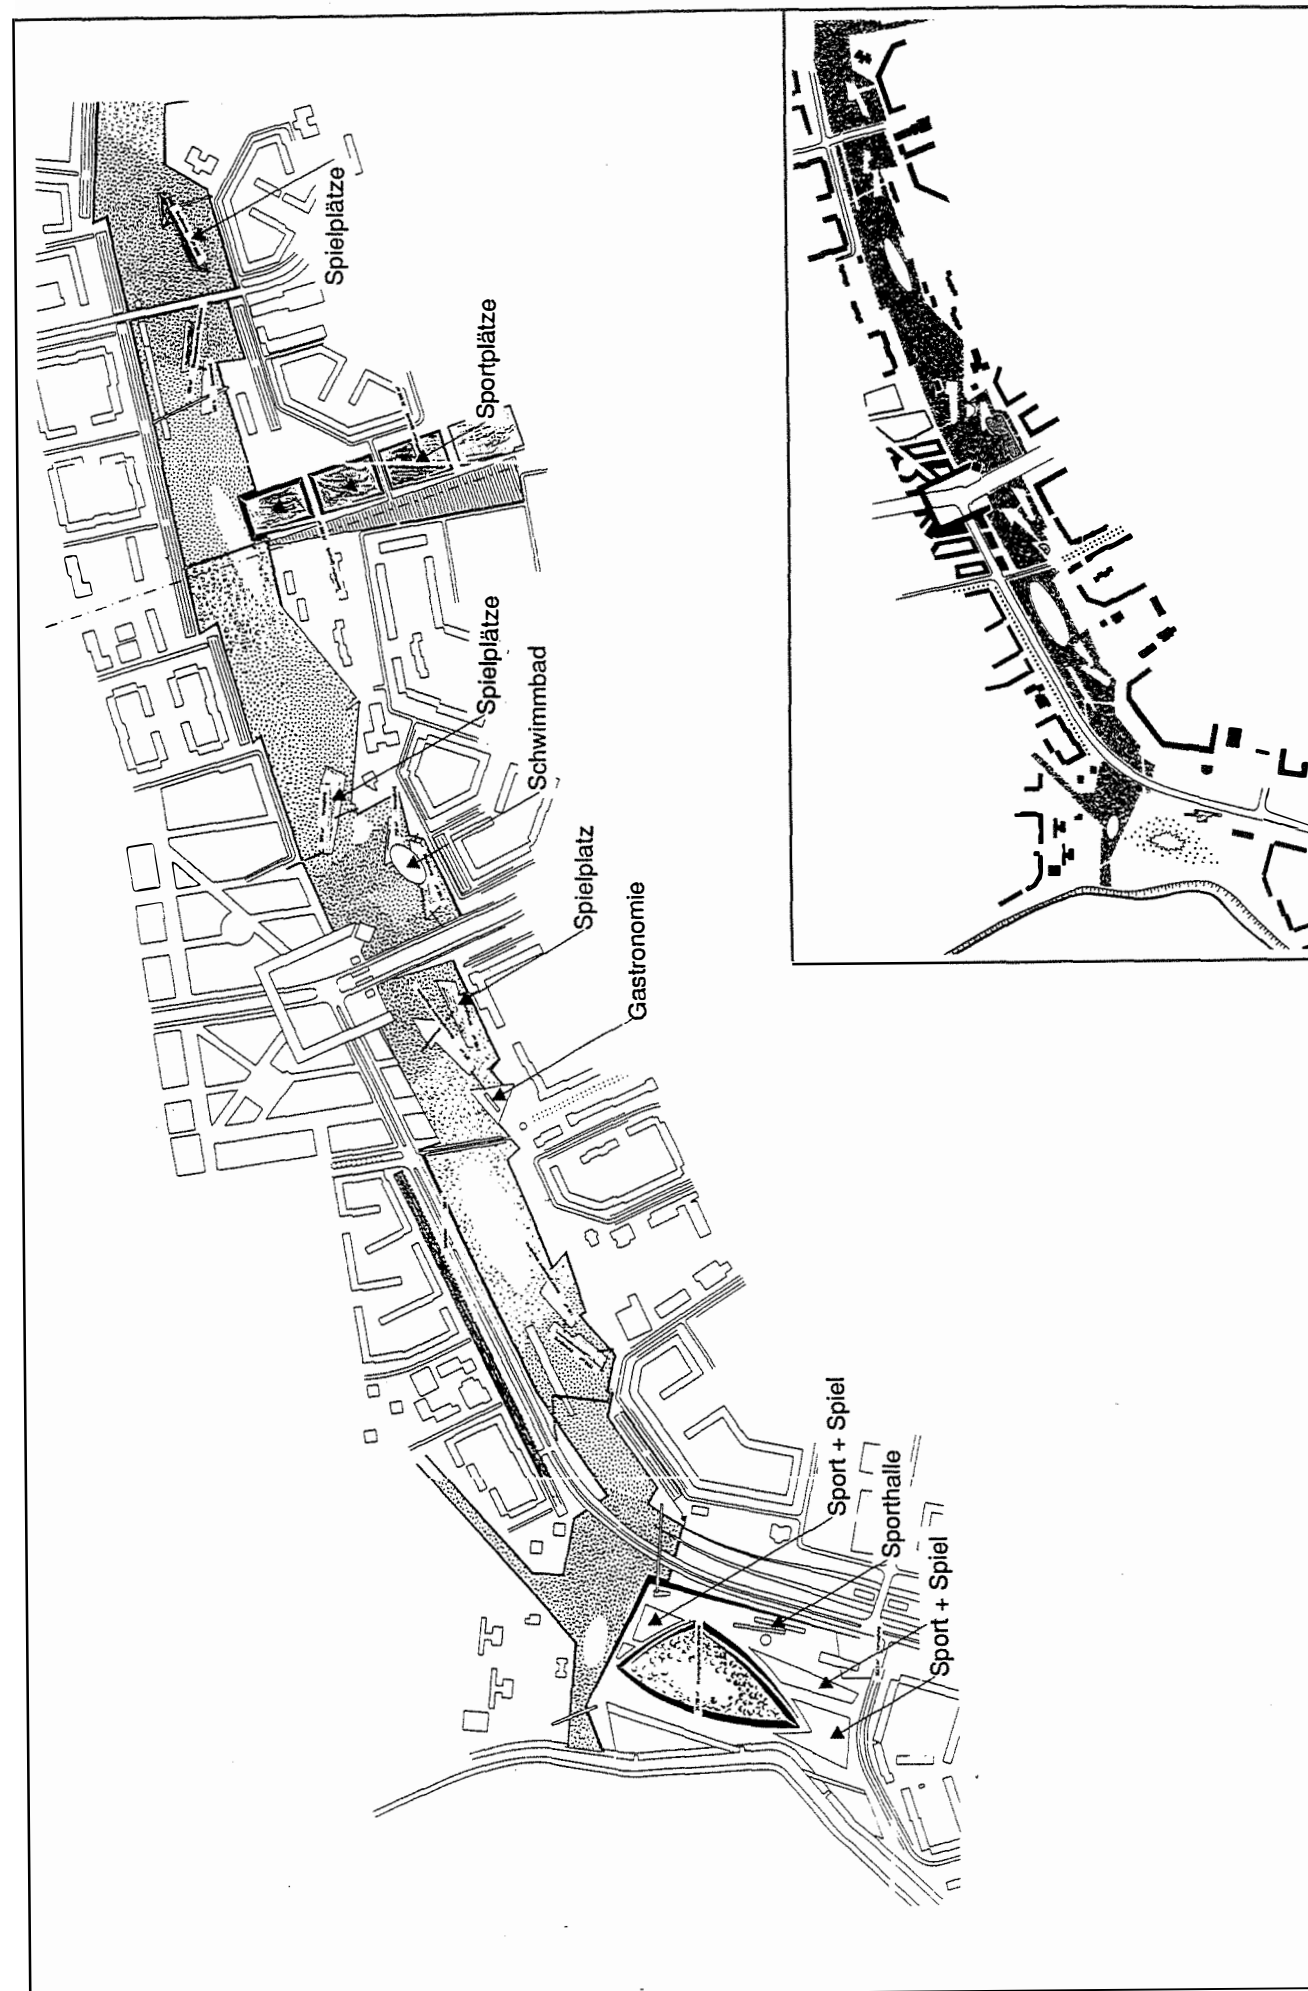 Spielplätze
Sportplätze
Spielplätze
Schwimmbad
Spielplatz
Gastronomie
Sport + Spiel
Sporthalle
Sport + Spiel